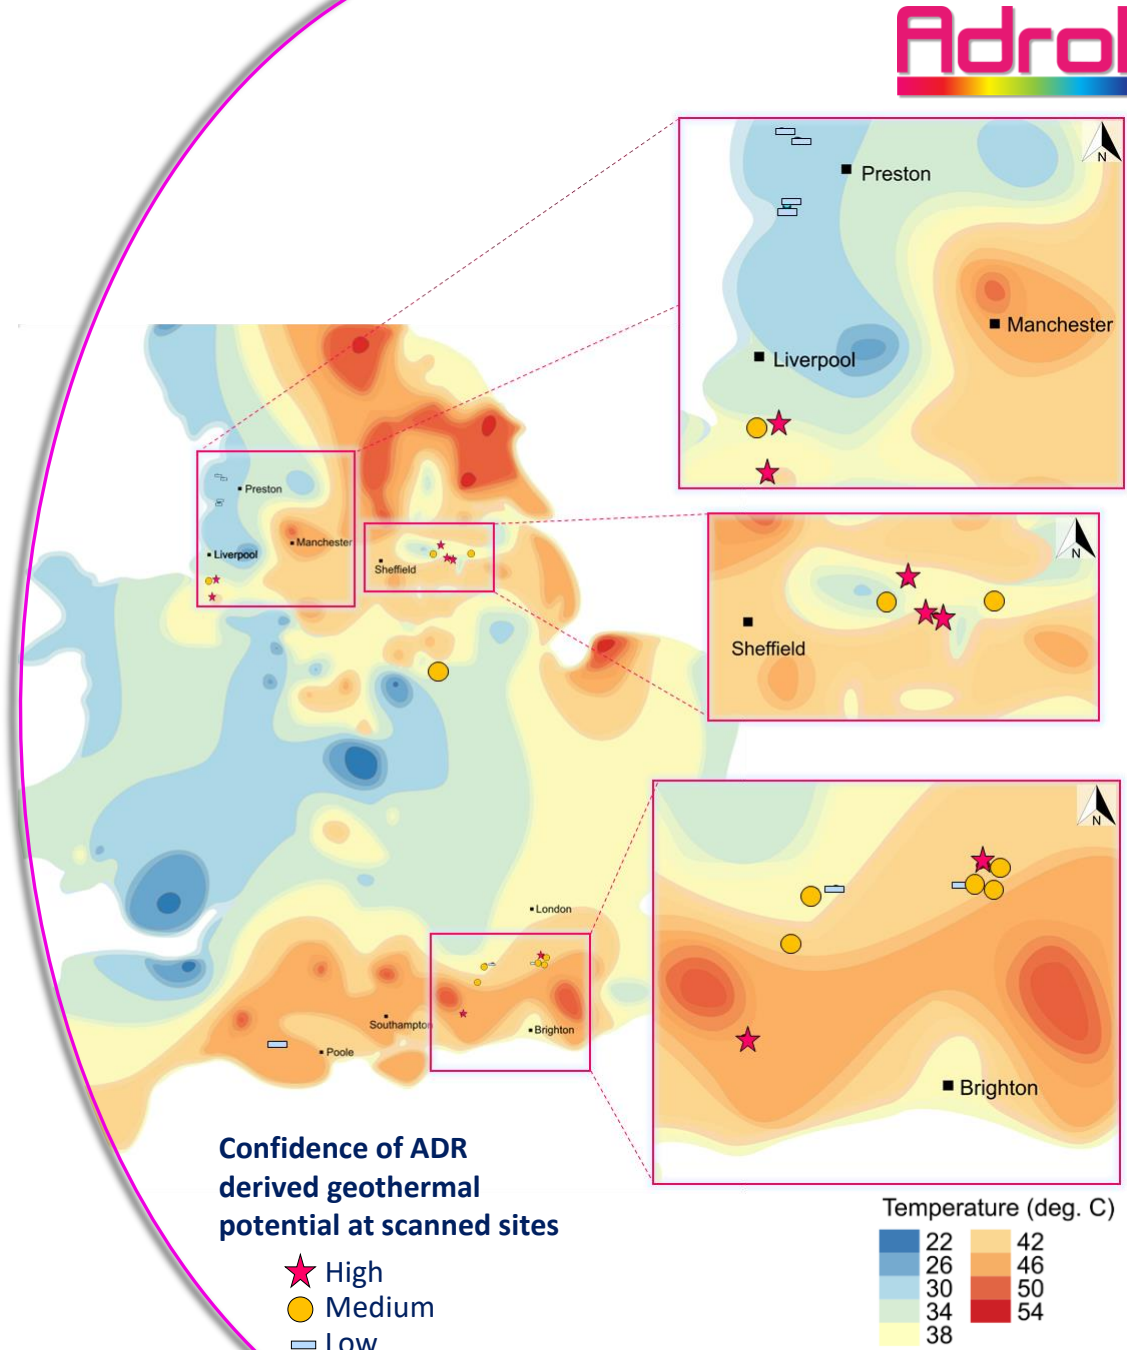 N
Preston
Manchester
Liverpool
Preston
Manchester
Liverpool
Sheffield
N
Sheffield
N
London
Southampton
Brighton
Poole
Brighton
Confidence of ADR
derived geothermal
potential at scanned sites
High
Medium
Low
Temperature (deg. C)
22 42
26 46
30 50
34 54
38